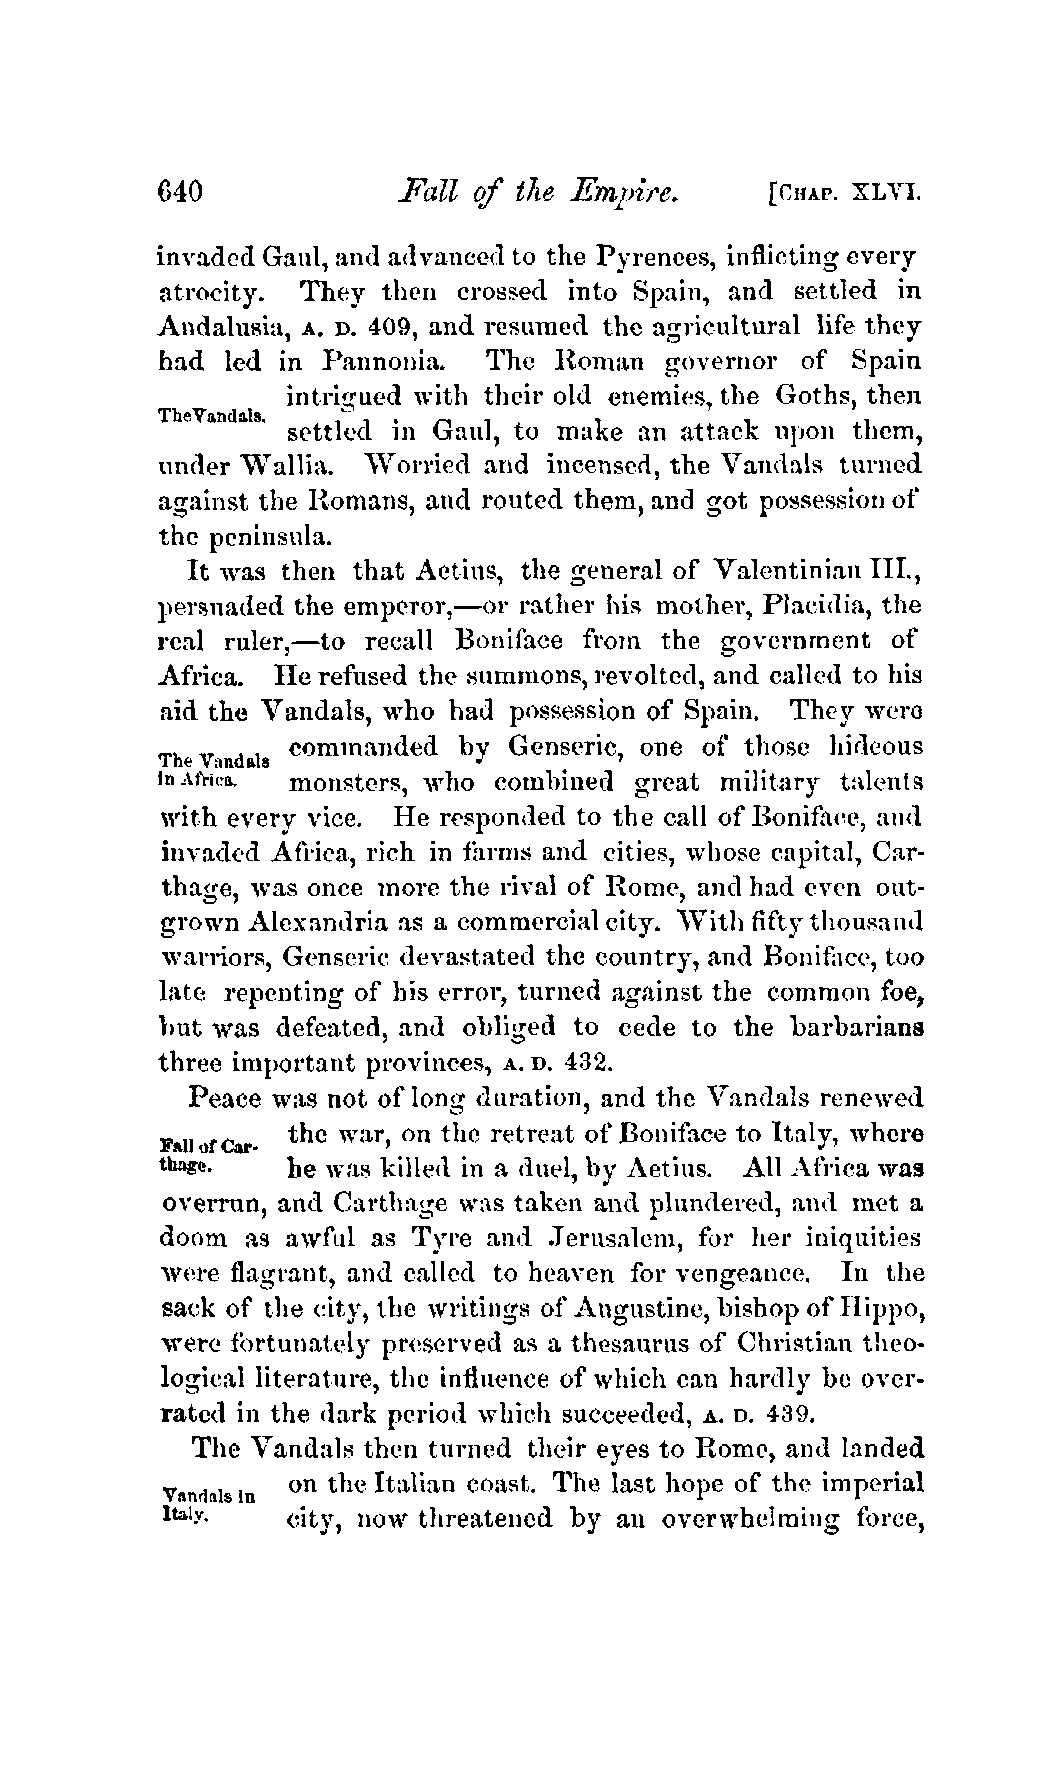 640 Fall of the Empire. [CHAP. XLVI.
invaded Gaul, and advanced to the Pyrenees, inflicting every
atrocity. They then crossed into Spain, and settled in
Andalusia, A. D. 409, and resumed the agricultural life they
had led in Pannonia. The Roman governor of Spain
intrigued with their old enemies, the Goths, then
The Vandals.
settled in Gaul, to make an attack upon them,
under Wallia. Worried and incensed, the Vandals turned
against the Romans, and routed them, and got possession of
the peninsula.
It was then that Aetius, the general of Valentinian III.,
persuaded the emperor,—or rather his mother, Placidia, the
real ruler,—to recall Boniface from the government of
Africa. He refused the summons, revolted, and called to his
aid the Vandals, who had possession of Spain. They were
commanded by Genseric, one of those hideous
The Vandals
in Africa. monsters, who combined great military talents
with every vice. He responded to the call of Boniface, and
invaded Africa, rich in farms and cities, whose capital, Car-
thage, was once more the rival of Rome, and had even out-
grown Alexandria as a commercial city. With fifty thousand
warriors, Genseric devastated the country, and Boniface, too
late repenting of his error, turned against the common foe,
but was defeated, and obliged to cede to the barbarians
three important provinces, A. D. 432.
Peace was not of long duration, and the Vandals renewed
the war, on the retreat of Boniface to Italy, where
Fall of Car-
thage. he was killed in a duel, by Aetius. All Africa was
overrun, and Carthage was taken and plundered, and met a
doom as awful as Tyre and Jerusalem, for her iniquities
were flagrant, and called to heaven for vengeance. In the
sack of the city, the writings of Augustine, bishop of Hippo,
were fortunately preserved as a thesaurus of Christian theo-
logical literature, the influence of which can hardly be over-
rated in the dark period which succeeded, A. D. 439.
The Vandals then turned their eyes to Rome, and landed
on the Italian coast. The last hope of the imperial
Vandals in
Italy. city, now threatened by an overwhelming force,